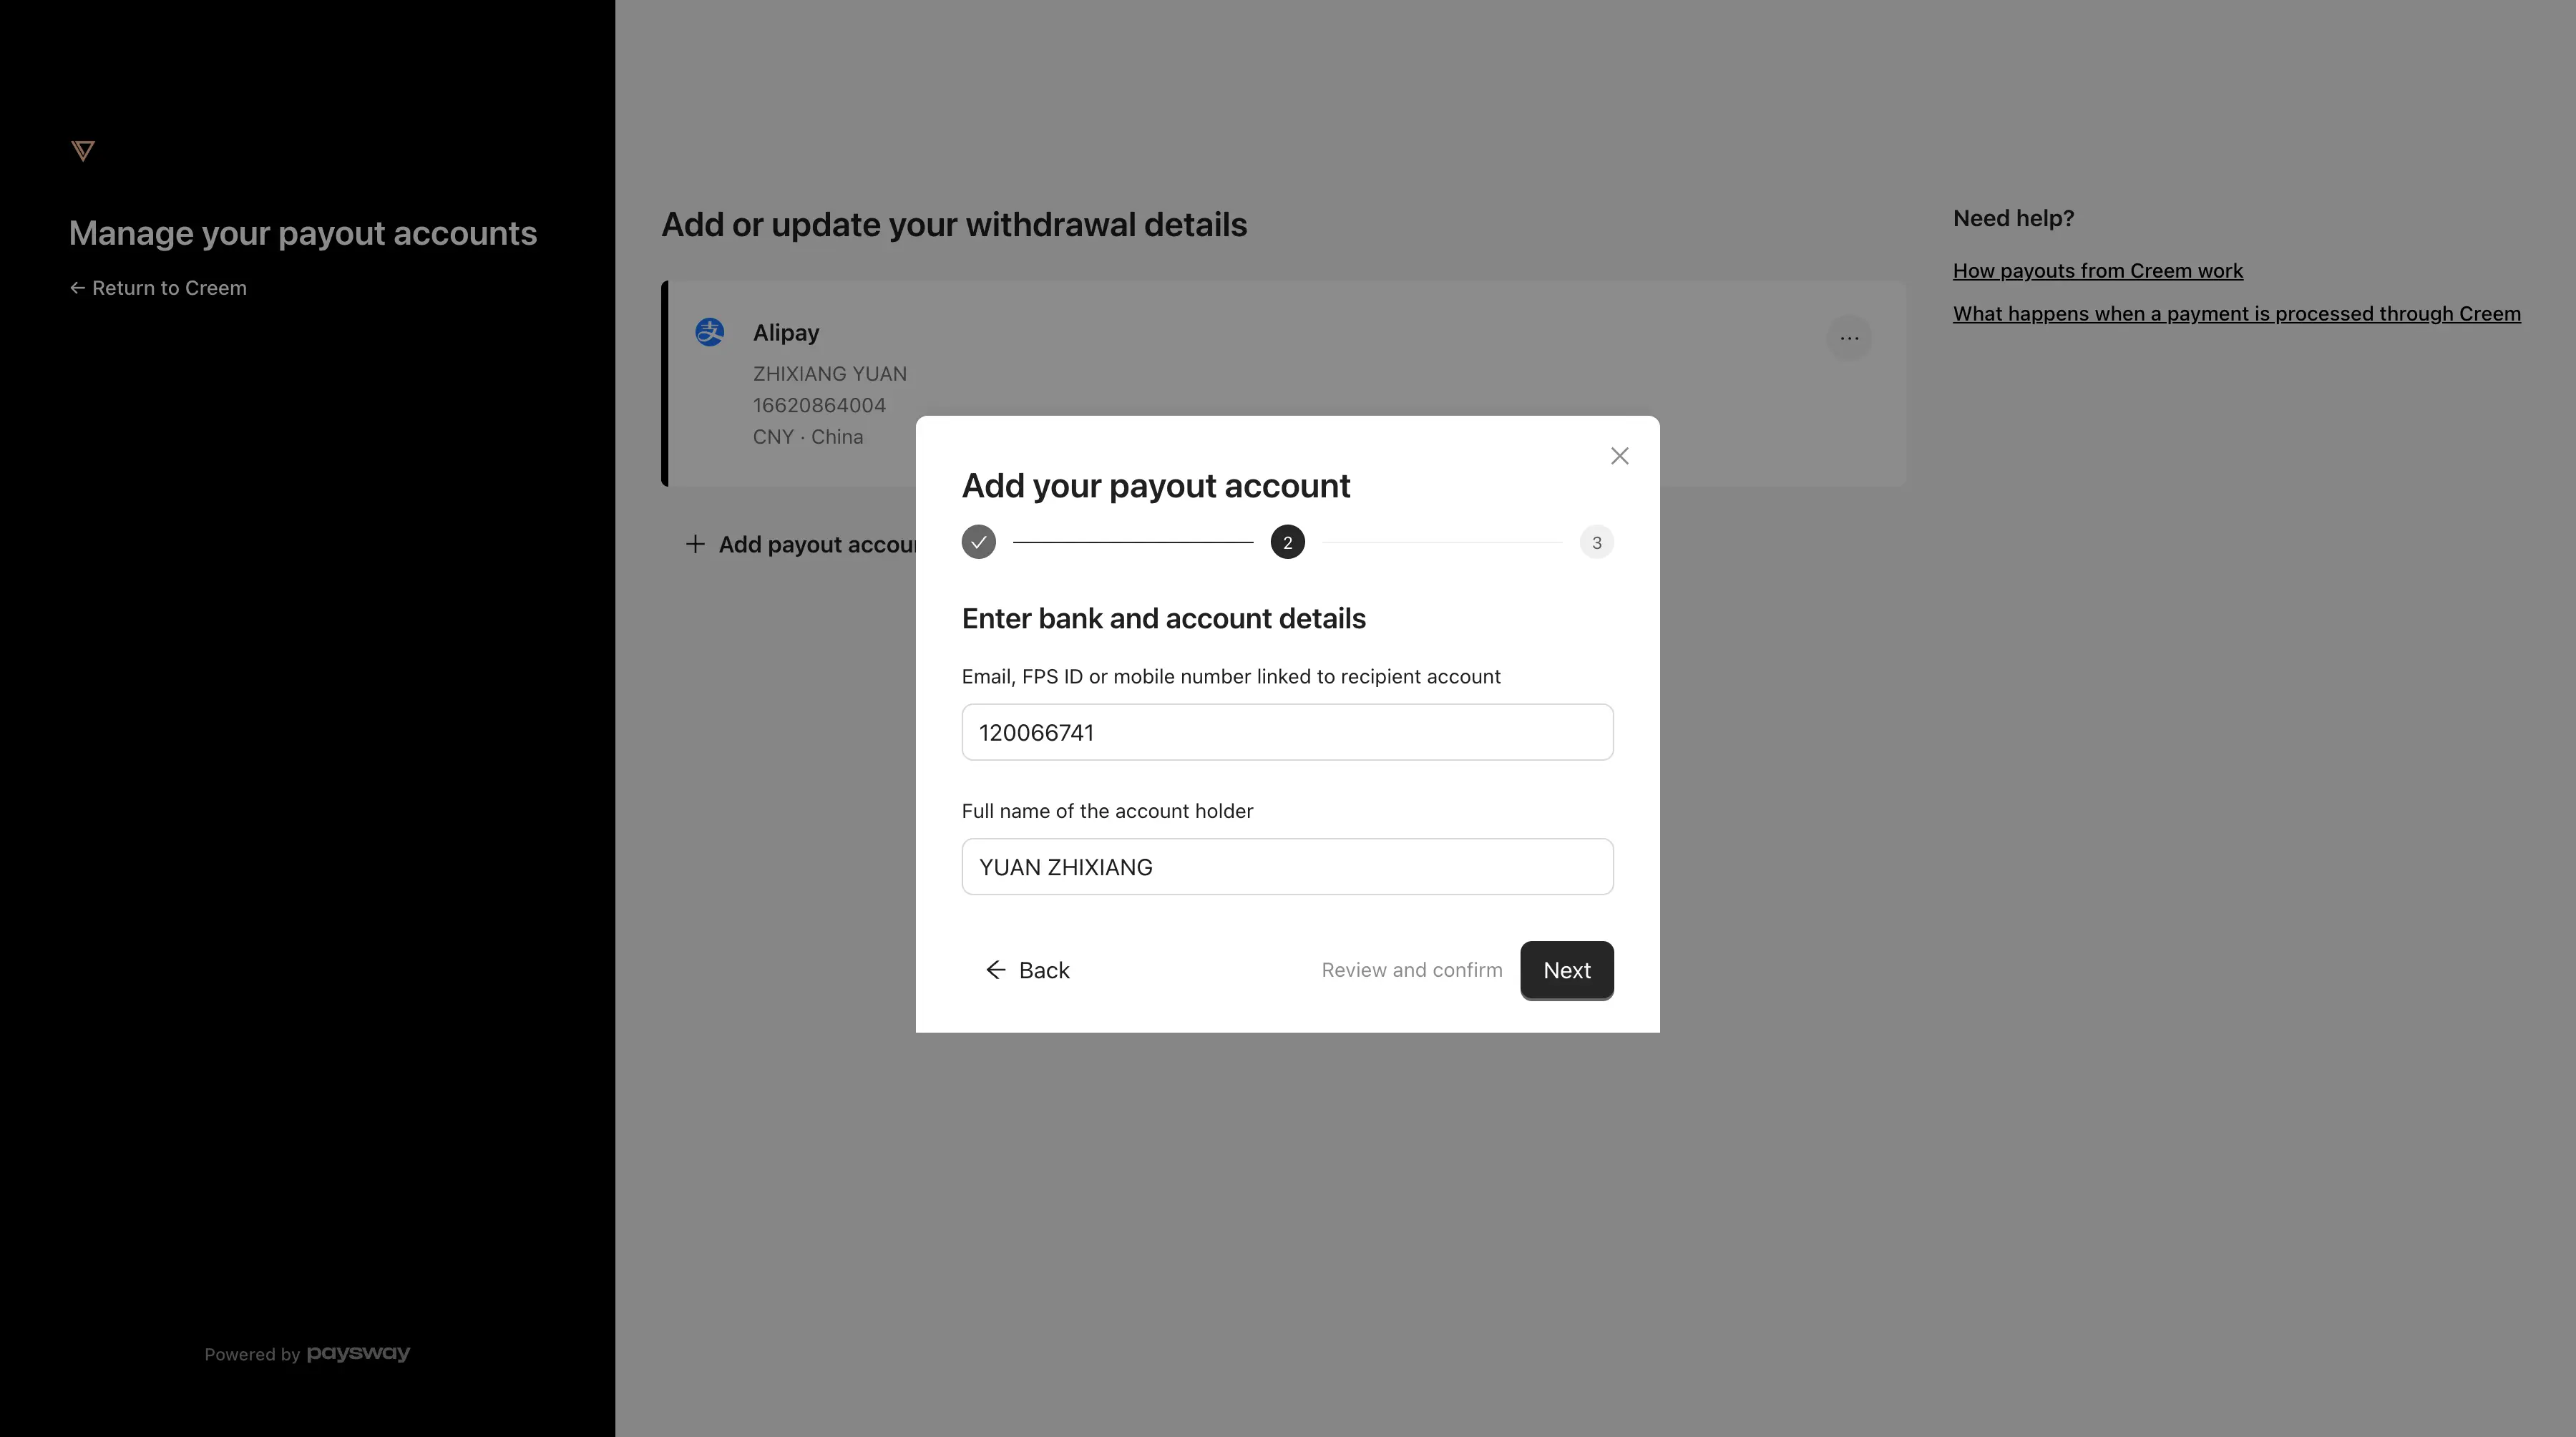 Manage your payout accounts
← Return to Creem
Powered by paysway
Add or update your withdrawal details
Alipay
ZHIXIANG YUAN
16620864004
CNY · China
+ Add payout accou
Need help?
How payouts from Creem work
What happens when a payment is processed through Creem
Add your payout account
2
3
Enter bank and account details
Email, FPS ID or mobile number linked to recipient account
120066741
Full name of the account holder
YUAN ZHIXIANG
← Back
Review and confirm
Next